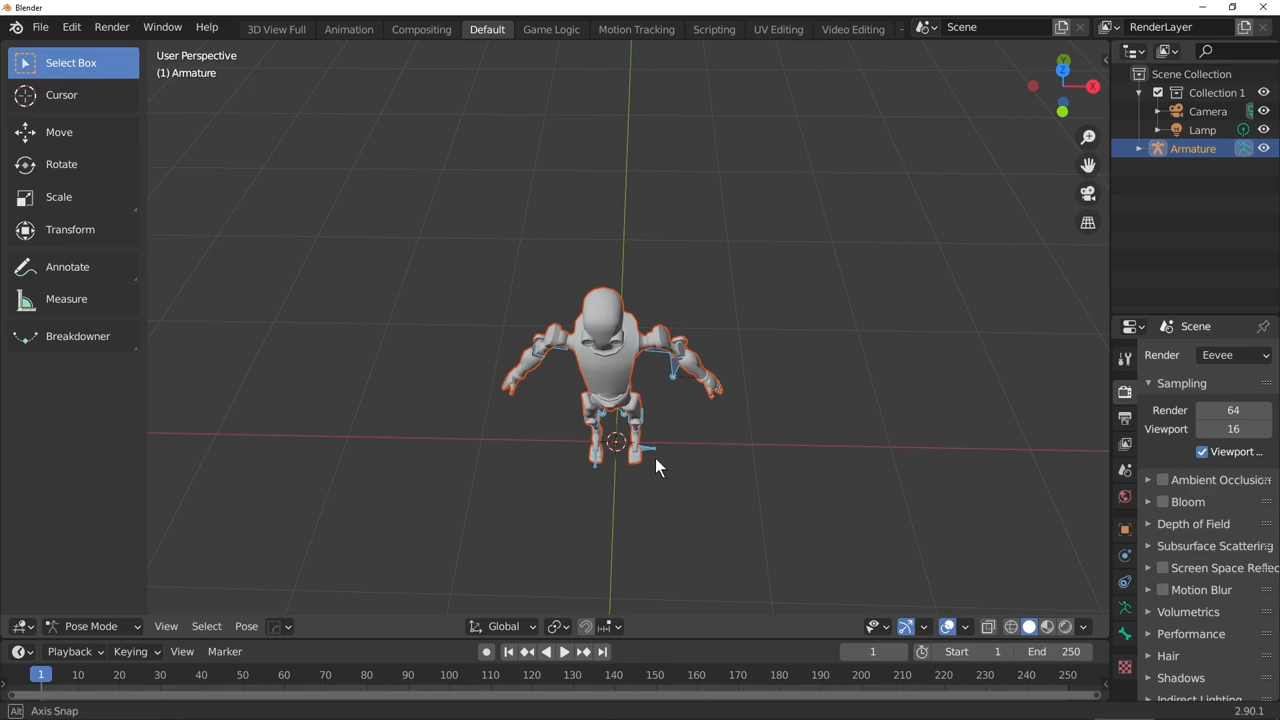 Blender
File Edit Render Window Help 3D View Full Animation Compositing Default Game Logic Motion Tracking Scripting UV Editing Video Editing Scene RenderLayer
Select Box
Cursor
Move
Rotate
Scale
Transform
Annotate
Measure
Breakdowner
User Perspective
(1) Armature
Y
Z
X
Scene Collection
Collection 1
Camera
Lamp
Armature
Scene
Render Eevee
Sampling
Render 64
Viewport 16
Viewport ...
Ambient Occlusion
Bloom
Depth of Field
Subsurface Scattering
Screen Space Reflec
Motion Blur
Volumetrics
Performance
Hair
Shadows
Indirect Lighting
Pose Mode View Select Pose Global
Playback Keying View Marker 1 Start 1 End 250
1 10 20 30 40 50 60 70 80 90 100 110 120 130 140 150 160 170 180 190 200 210 220 230 240 250
Alt Axis Snap 2.90.1